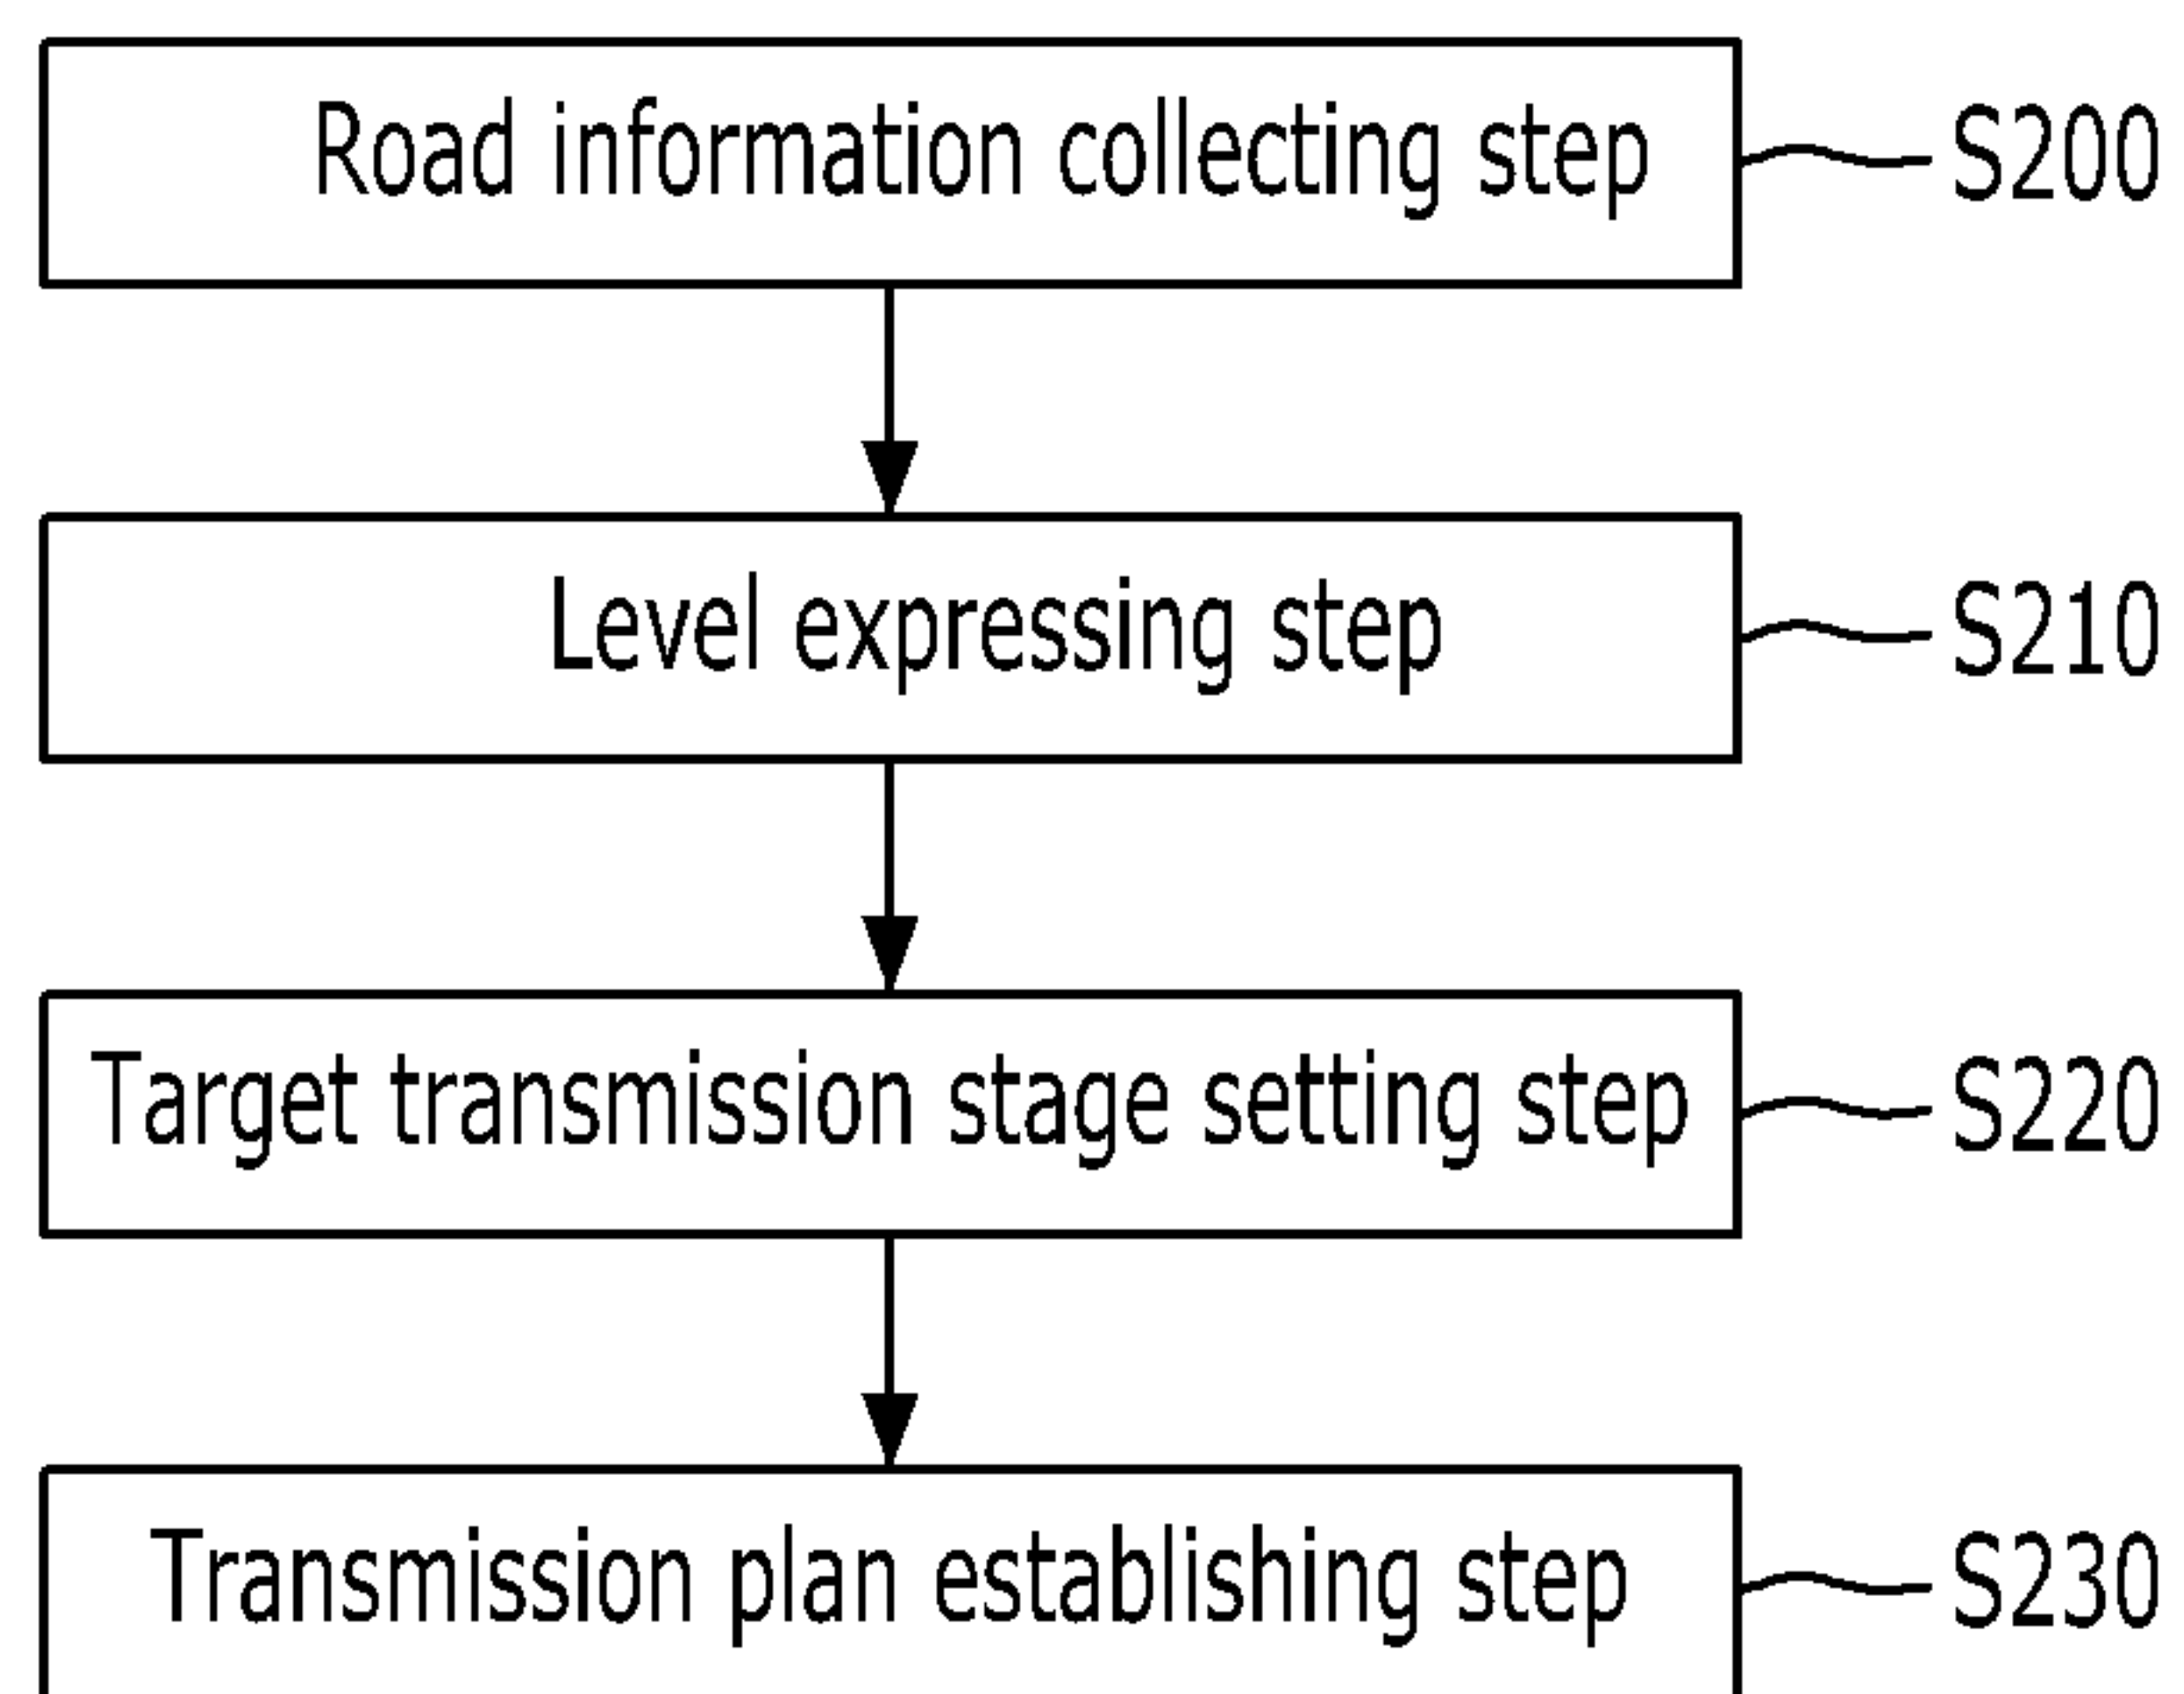 Road information collecting step S200
Level expressing step S210
Target transmission stage setting step S220
Transmission plan establishing step S230